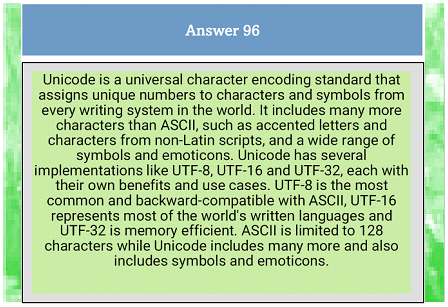 Answer 96
Unicode is a universal character encoding standard that
assigns unique numbers to characters and symbols from
every writing system in the world. It includes many more
characters than ASCII, such as accented letters and
characters from non-Latin scripts, and a wide range of
symbols and emoticons. Unicode has several
implementations like UTF-8, UTF-16 and UTF-32, each with
their own benefits and use cases. UTF-8 is the most
common and backward-compatible with ASCII, UTF-16
represents most of the world's written languages and
UTF-32 is memory efficient. ASCII is limited to 128
characters while Unicode includes many more and also
includes symbols and emoticons.